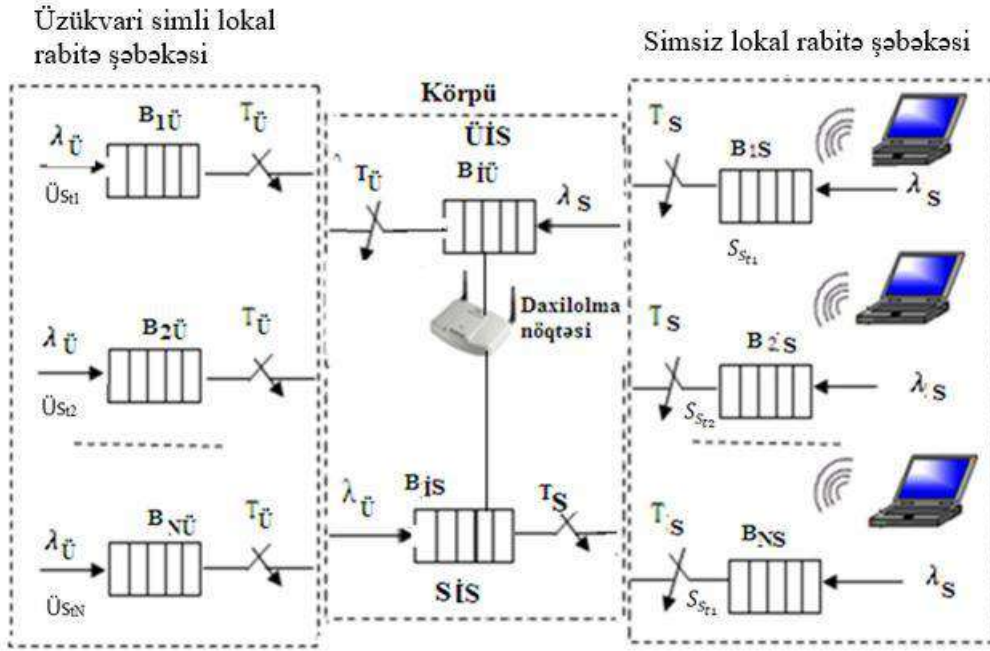 Üzükvari simli lokal
rabitə şəbəkəsi
Simsiz lokal rabitə şəbəkəsi
Körpü
λÜ
B1Ü
TÜ
ÜSt1
λÜ
B2Ü
TÜ
ÜSt2
λÜ
BNÜ
TÜ
ÜStN
ÜİS
BİÜ
TÜ
λS
Daxilolma
nöqtəsi
λÜ
BİS
TS
SİS
TS
B1S
λS
SSt1
TS
B2S
λS
SSt2
TS
BNS
λS
SSt1